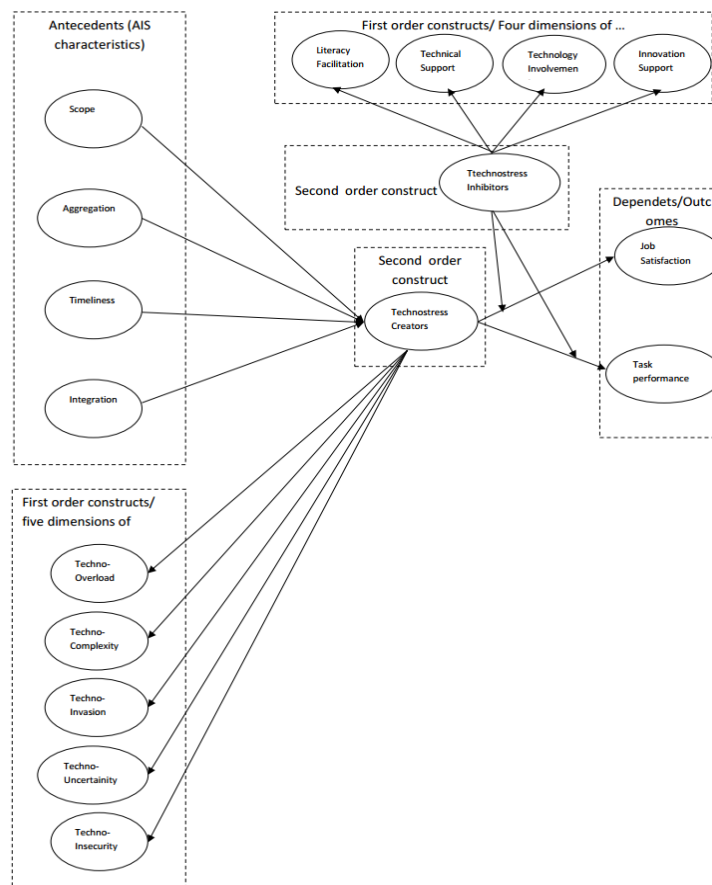 Antecedents (AIS
characteristics)
Scope
Aggregation
Timeliness
Integration
First order constructs/ Four dimensions of ...
Literacy
Facilitation
Technical
Support
Technology
Involvemen
Innovation
Support
Second order construct
Ttechnostress
Inhibitors
Second order
construct
Technostress
Creators
Dependets/Outc
omes
Job
Satisfaction
Task
performance
First order constructs/
five dimensions of
Techno-
Overload
Techno-
Complexity
Techno-
Invasion
Techno-
Uncertainity
Techno-
Insecurity